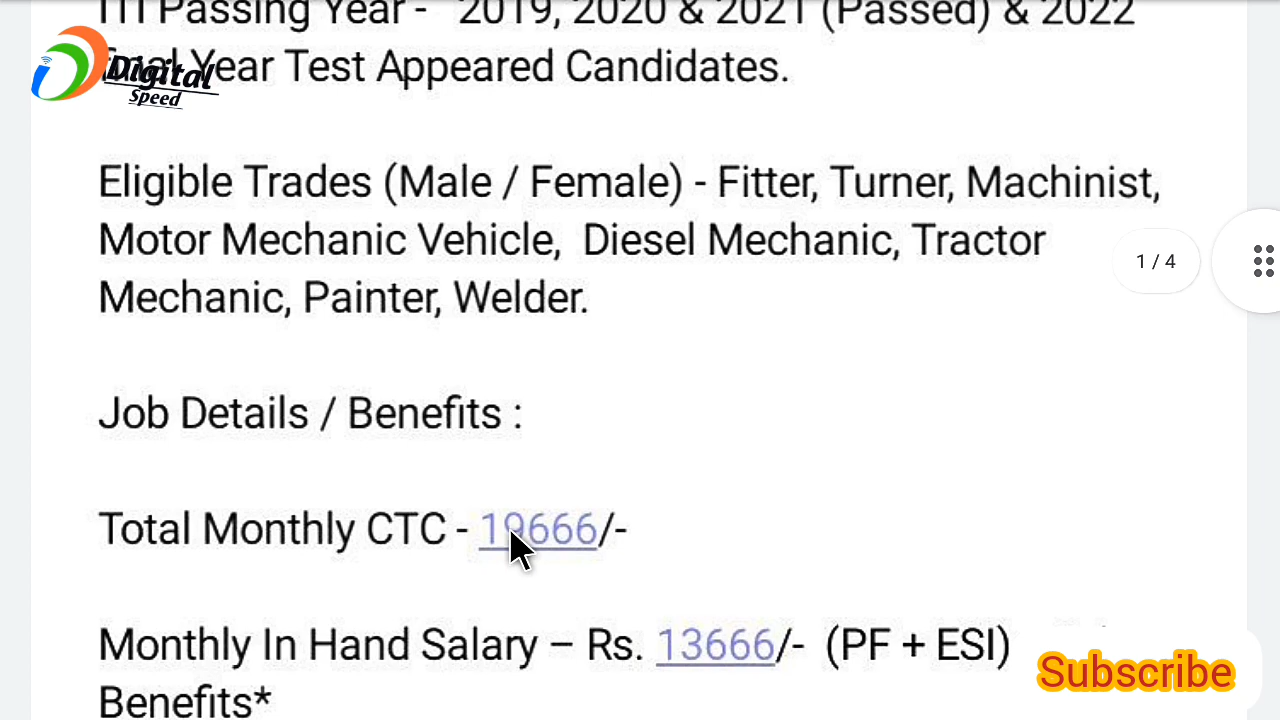 ITI Passing Year - 2019, 2020 & 2021 (Passed) & 2022
final Year Test Appeared Candidates.
Digital
Speed
Eligible Trades (Male / Female) - Fitter, Turner, Machinist,
Motor Mechanic Vehicle, Diesel Mechanic, Tractor
Mechanic, Painter, Welder.
1 / 4
Job Details / Benefits :
Total Monthly CTC - 19666/-
Monthly In Hand Salary – Rs. 13666/- (PF + ESI)
Benefits*
Subscribe